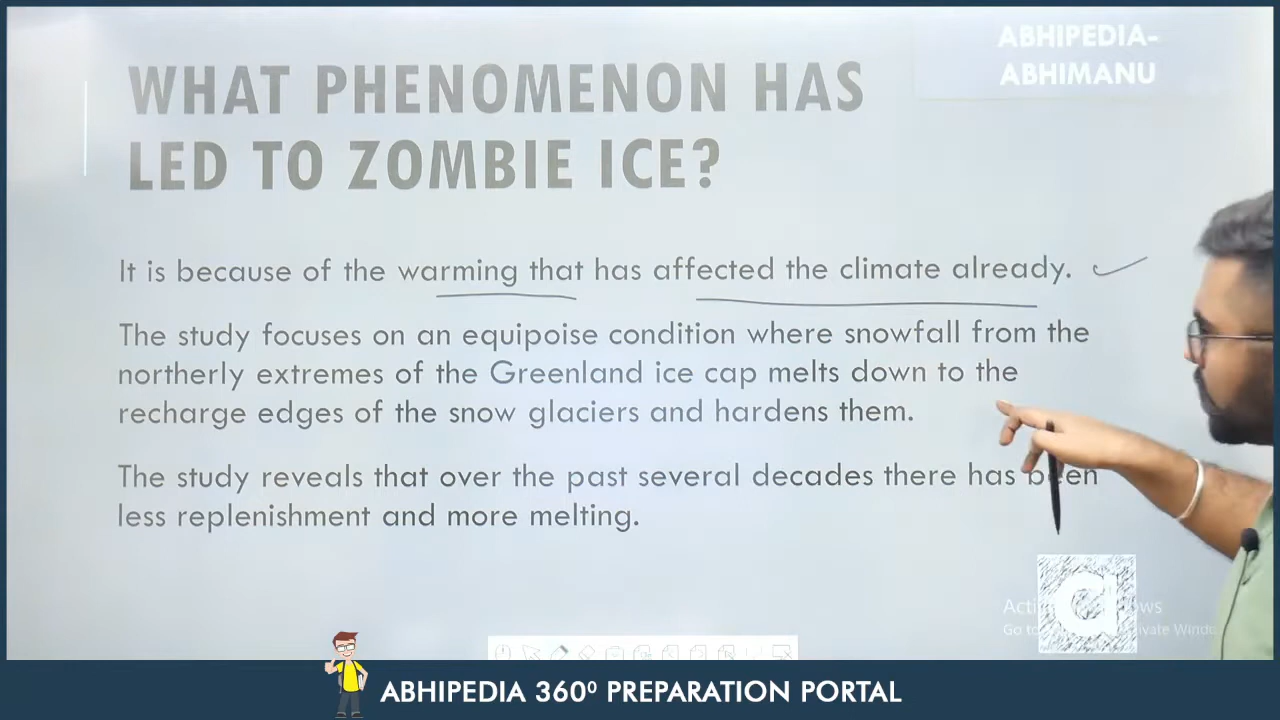 ABHIPEDIA-
ABHIMANU
WHAT PHENOMENON HAS
LED TO ZOMBIE ICE?
It is because of the warming that has affected the climate already.
The study focuses on an equipoise condition where snowfall from the
northerly extremes of the Greenland ice cap melts down to the
recharge edges of the snow glaciers and hardens them.
The study reveals that over the past several decades there has been
less replenishment and more melting.
a
ABHIPEDIA 360⁰ PREPARATION PORTAL